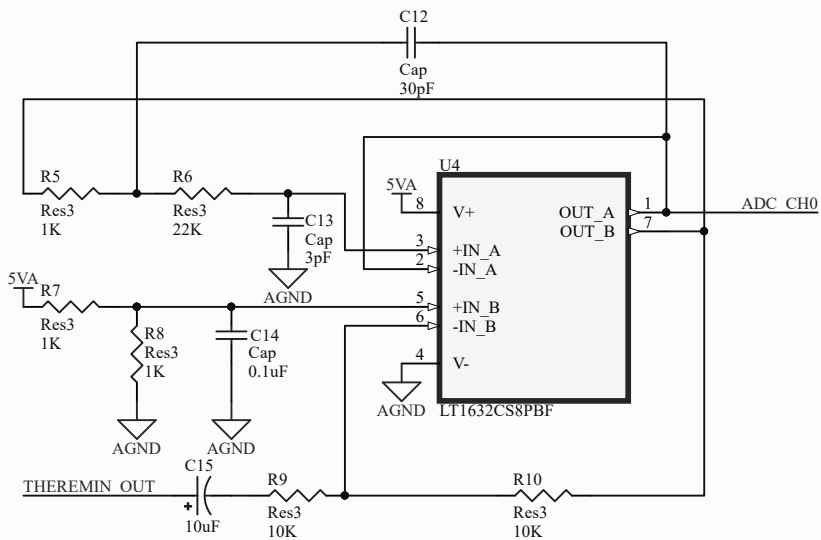 C12
Cap
30pF
R5
Res3
1K
R6
Res3
22K
C13
Cap
3pF
AGND
U4
5VA
8
V+
OUT_A
1
ADC_CH0
OUT_B
7
3
+IN_A
2
-IN_A
5
+IN_B
6
-IN_B
4
V-
AGND
LT1632CS8PBF
5VA
R7
Res3
1K
R8
Res3
1K
AGND
C14
Cap
0.1uF
AGND
THEREMIN_OUT
C15
+
10uF
R9
Res3
10K
R10
Res3
10K